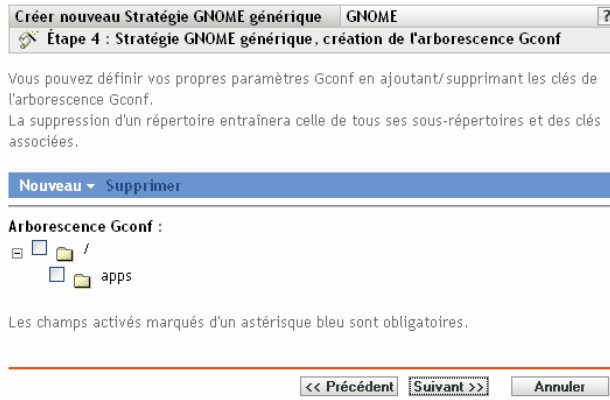 Créer nouveau Stratégie GNOME générique GNOME ?
Étape 4 : Stratégie GNOME générique, création de l'arborescence Gconf
Vous pouvez définir vos propres paramètres Gconf en ajoutant/supprimant les clés de
l'arborescence Gconf.
La suppression d'un répertoire entraînera celle de tous ses sous-répertoires et des clés
associées.
Nouveau Supprimer
Arborescence Gconf :
/
apps
Les champs activés marqués d'un astérisque bleu sont obligatoires.
<< Précédent Suivant >> Annuler